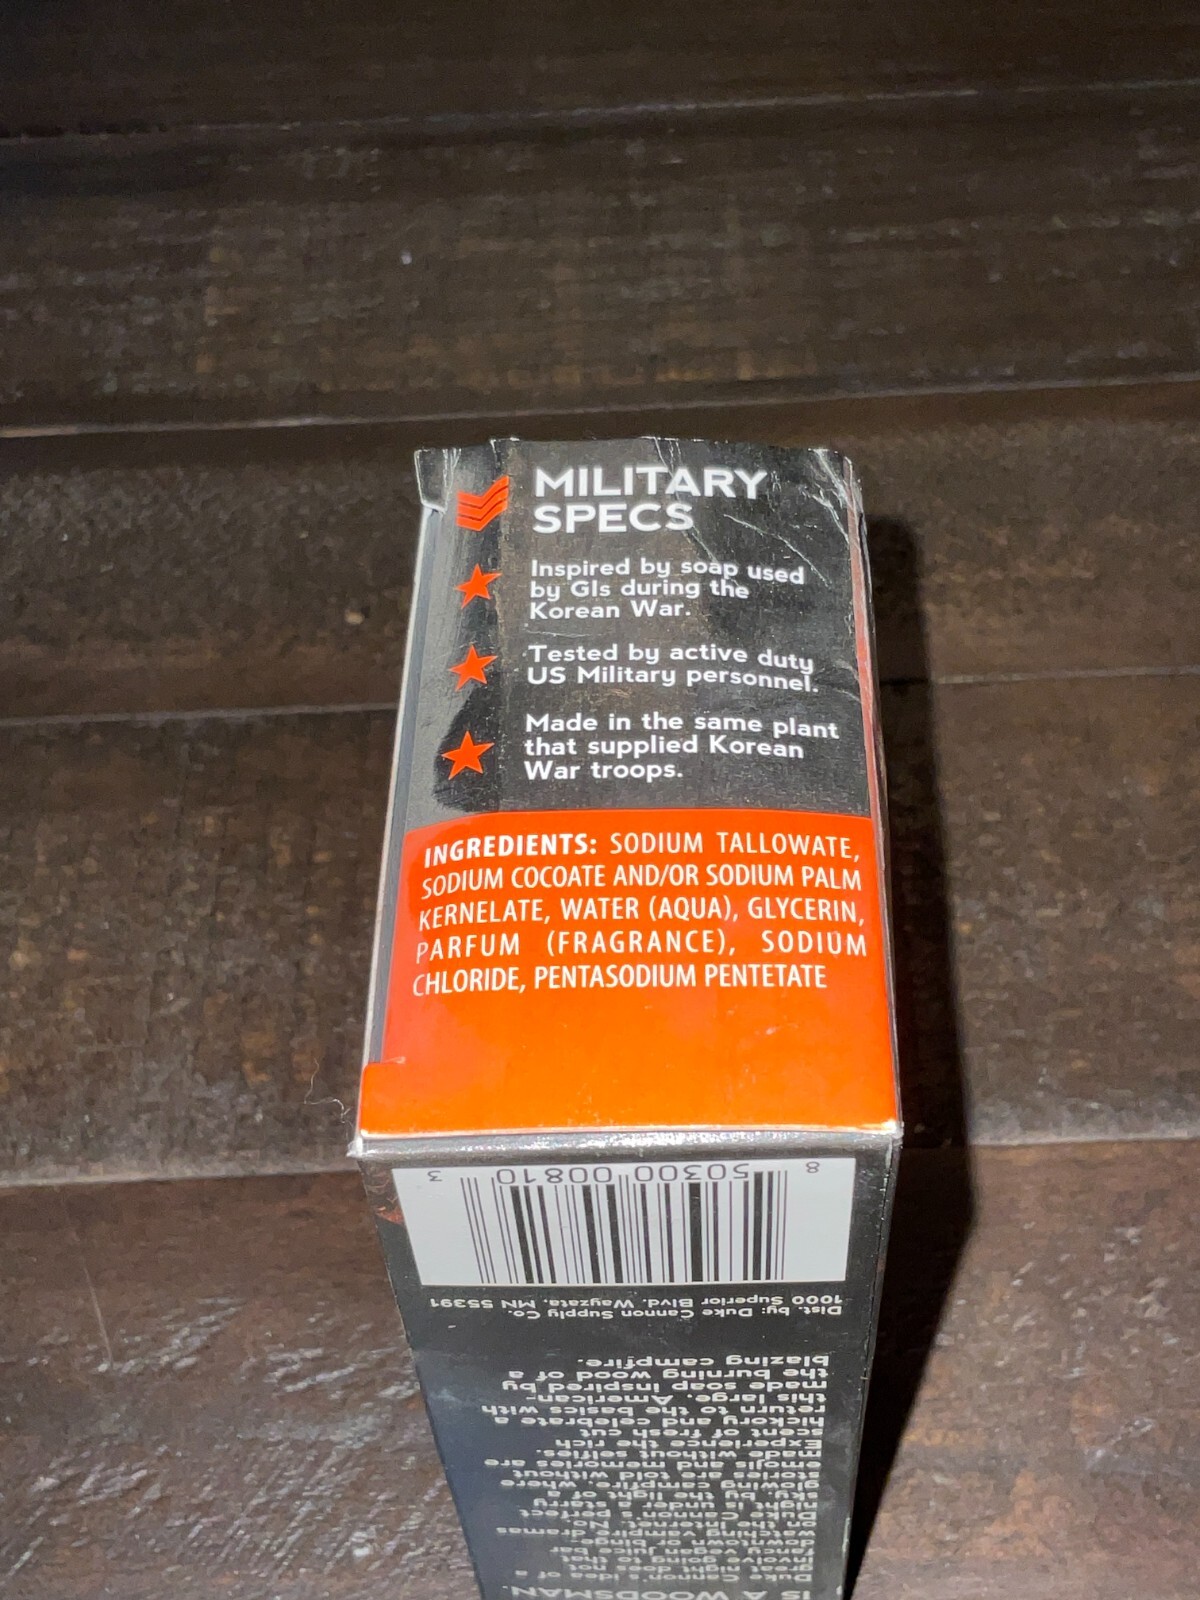 MILITARY
SPECS
Inspired by soap used
by GIs during the
Korean War.
Tested by active duty
US Military personnel.
Made in the same plant
that supplied Korean
War troops.
INGREDIENTS: SODIUM TALLOWATE,
SODIUM COCOATE AND/OR SODIUM PALM
KERNELATE, WATER (AQUA), GLYCERIN,
PARFUM (FRAGRANCE), SODIUM
CHLORIDE, PENTASODIUM PENTETATE
IS A WOODSMAN.
Duke Cannon's idea of a
great night does not
involve going to that
fancy vegan juice bar
downtown or binge-
watching vampire dramas
on the internet. No.
Duke Cannon's perfect
night is under a starry
sky, by the light of a
glowing campfire, where
stories are told without
emojis and memories are
made without selfies.
Experience the rich
scent of fresh cut
hickory and celebrate a
return to the basics with
this large, American-
made soap inspired by
the burning wood of a
blazing campfire.
Dist. by: Duke Cannon Supply Co.
1000 Superior Blvd. Wayzata, MN 55391
8 50300 00810 3